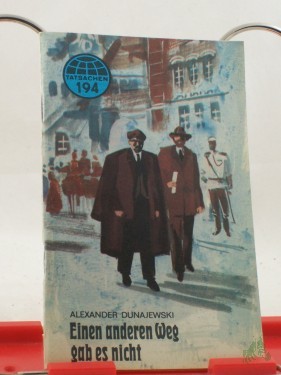 TATSACHEN
194
ALEXANDER DUNAJEWSKI
Einen anderen Weg
gab es nicht